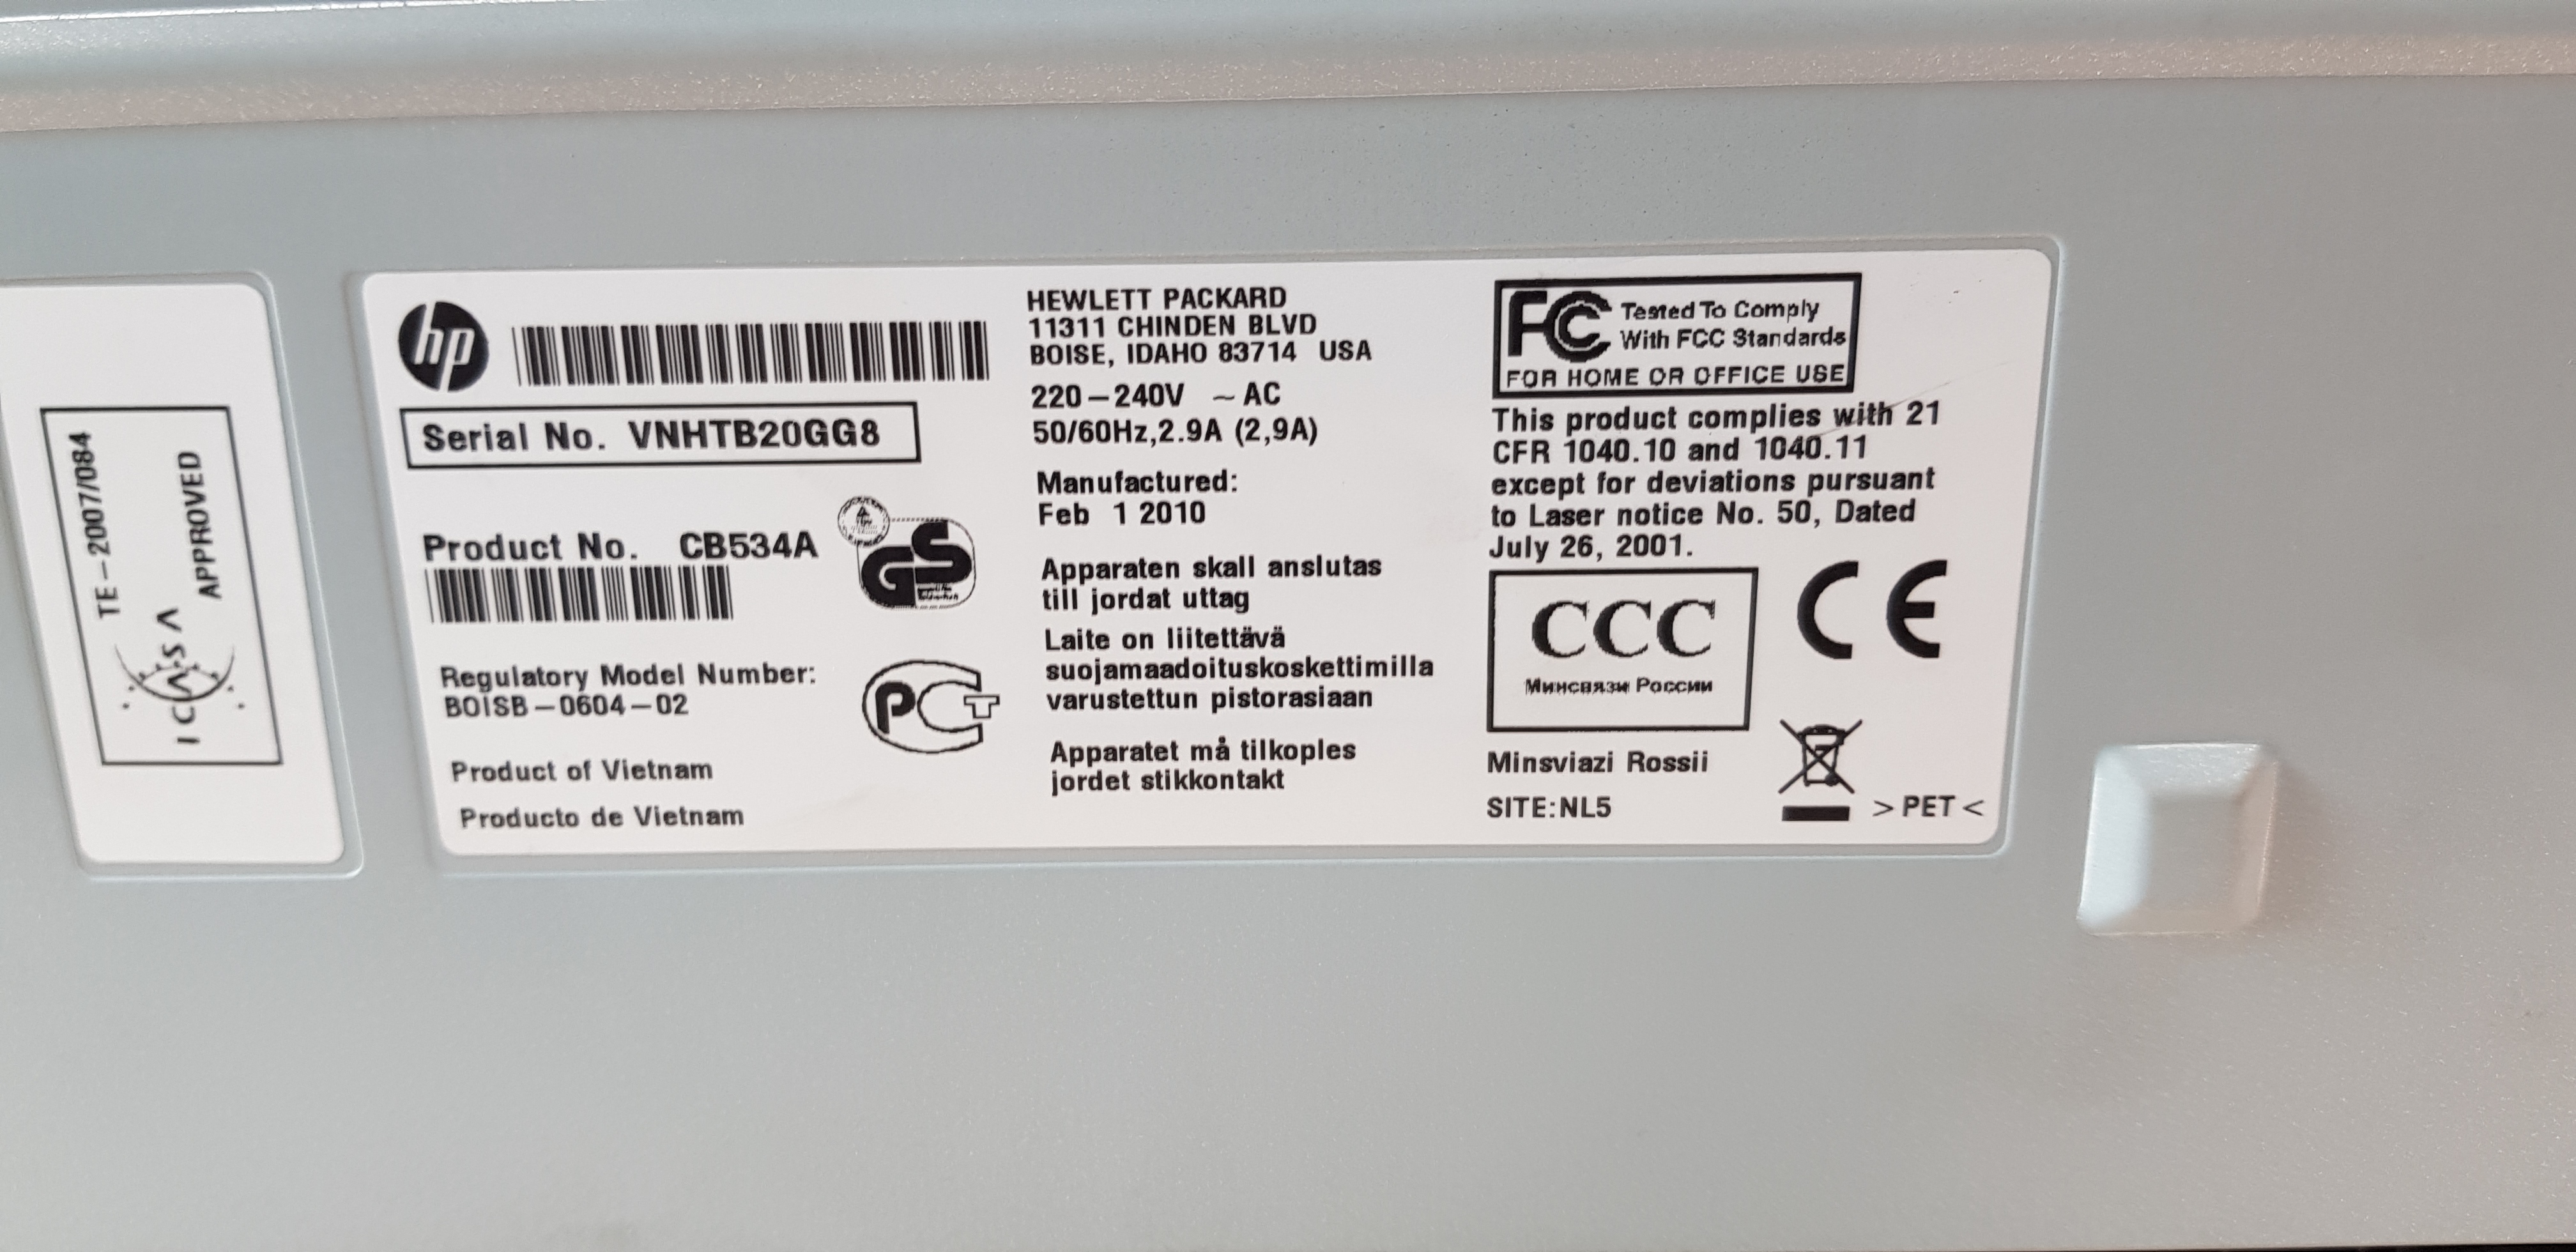 TE-2007/084
ICASA
APPROVED
hp
Serial No. VNHTB20GG8
Product No. CB534A
GS
Regulatory Model Number:
BOISB-0604-02
Product of Vietnam
Producto de Vietnam
HEWLETT PACKARD
11311 CHINDEN BLVD
BOISE, IDAHO 83714 USA
220-240V ~ AC
50/60Hz,2.9A (2,9A)
Manufactured:
Feb 1 2010
Apparaten skall anslutas
till jordat uttag
Laite on liitettävä
suojamaadoituskoskettimilla
varustettun pistorasiaan
Apparatet må tilkoples
jordet stikkontakt
FC Tested To Comply
With FCC Standards
FOR HOME OR OFFICE USE
This product complies with 21
CFR 1040.10 and 1040.11
except for deviations pursuant
to Laser notice No. 50, Dated
July 26, 2001.
CCC
Минсвязи России
CE
Minsviazi Rossii
SITE:NL5
>PET<